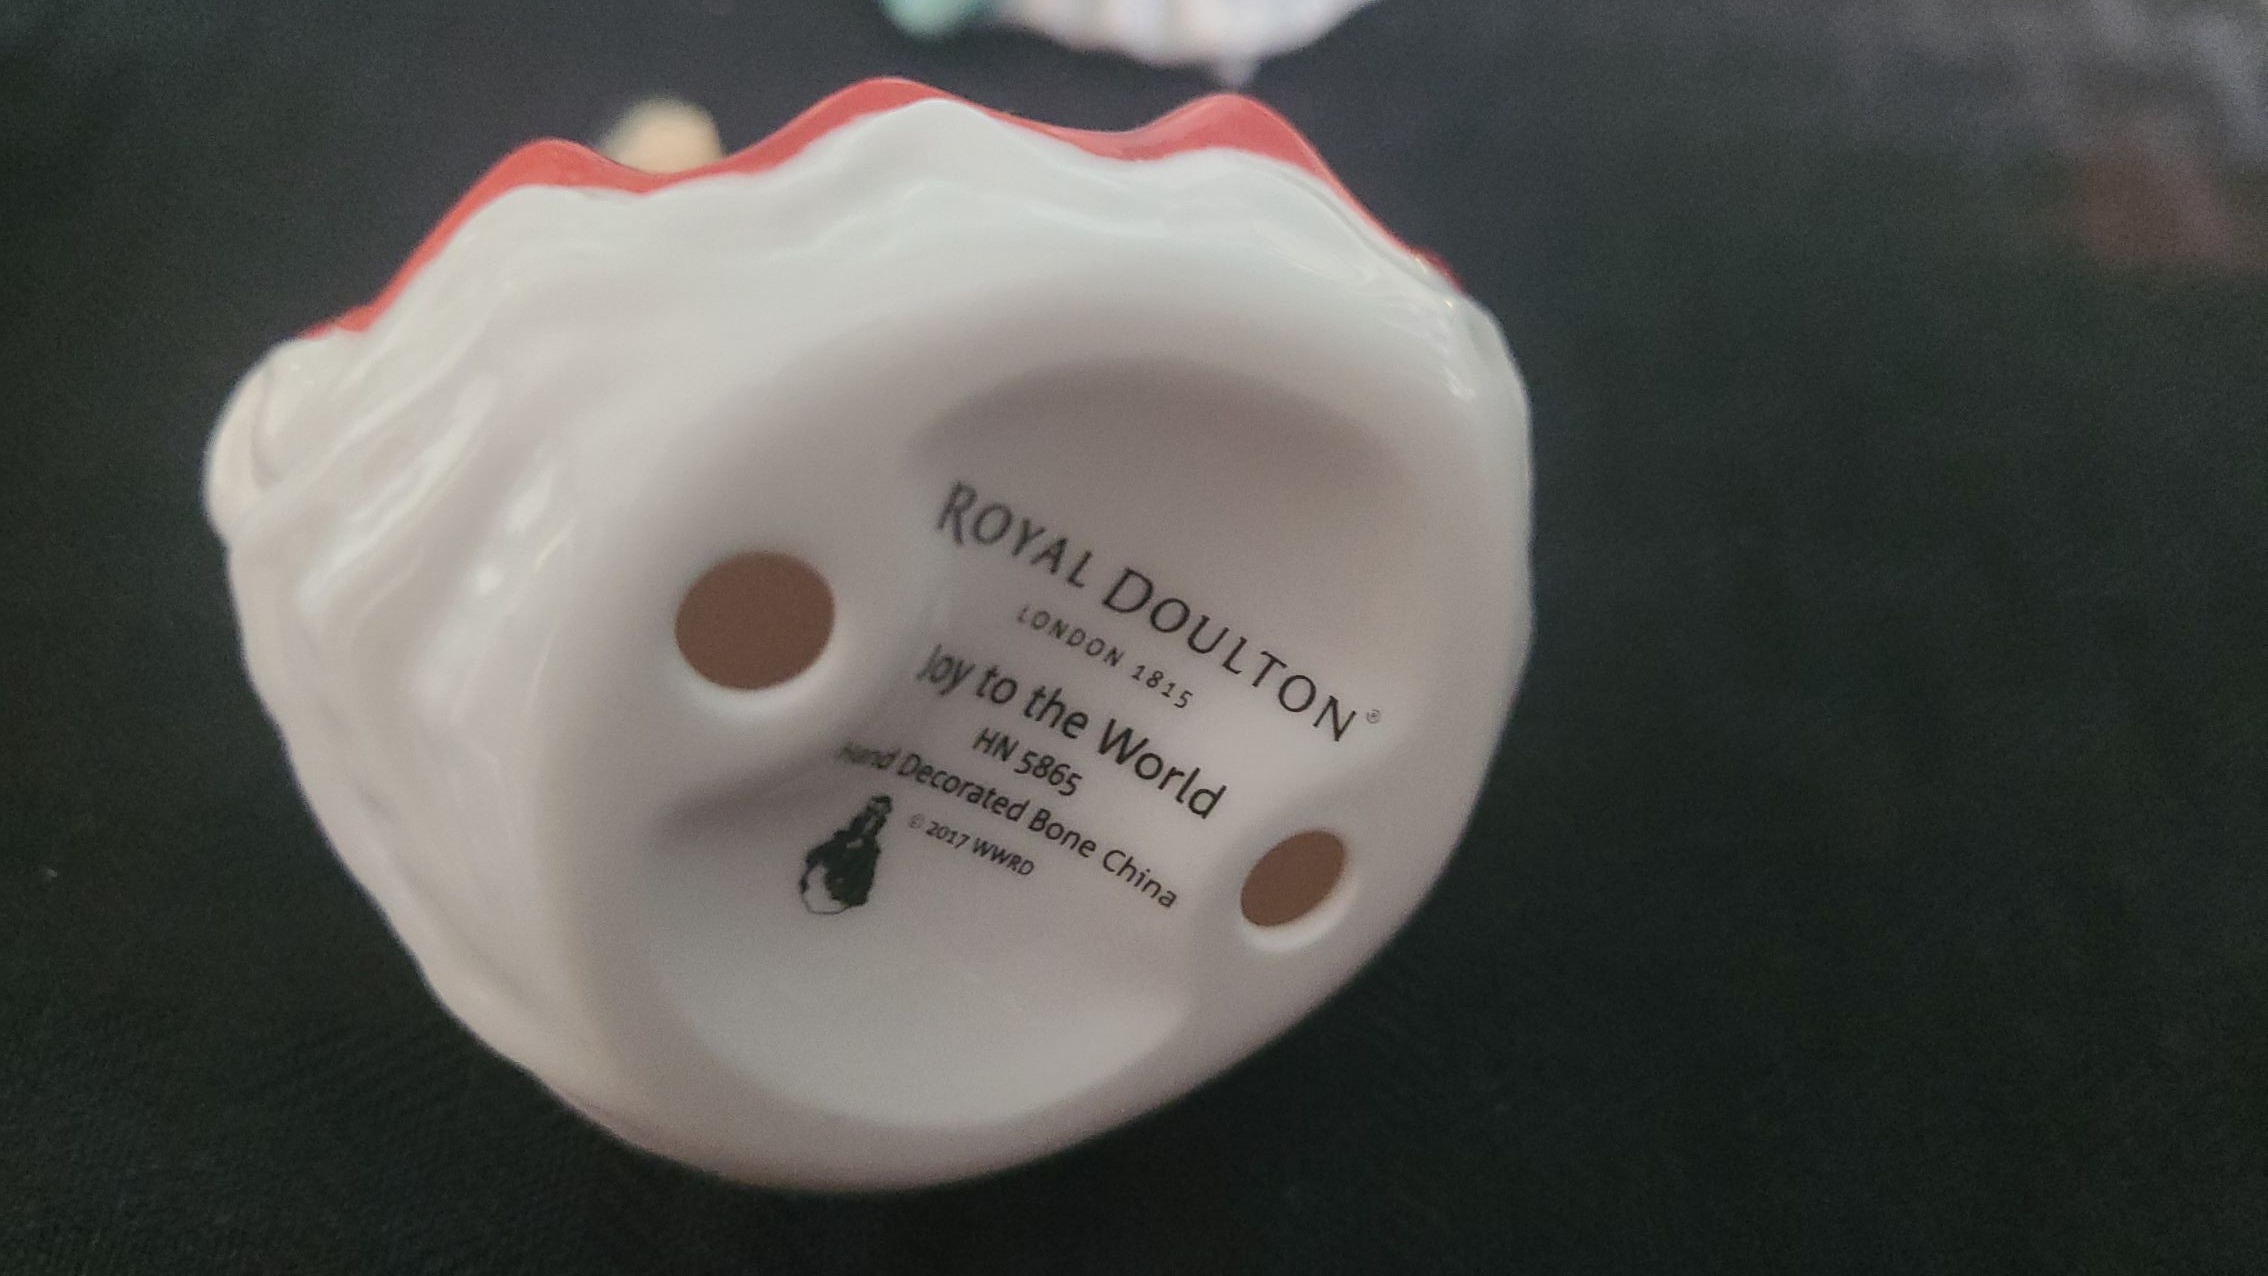 ROYAL DOULTON®
LONDON 1815
Joy to the World
HN 5865
Hand Decorated Bone China
© 2017 WWRD